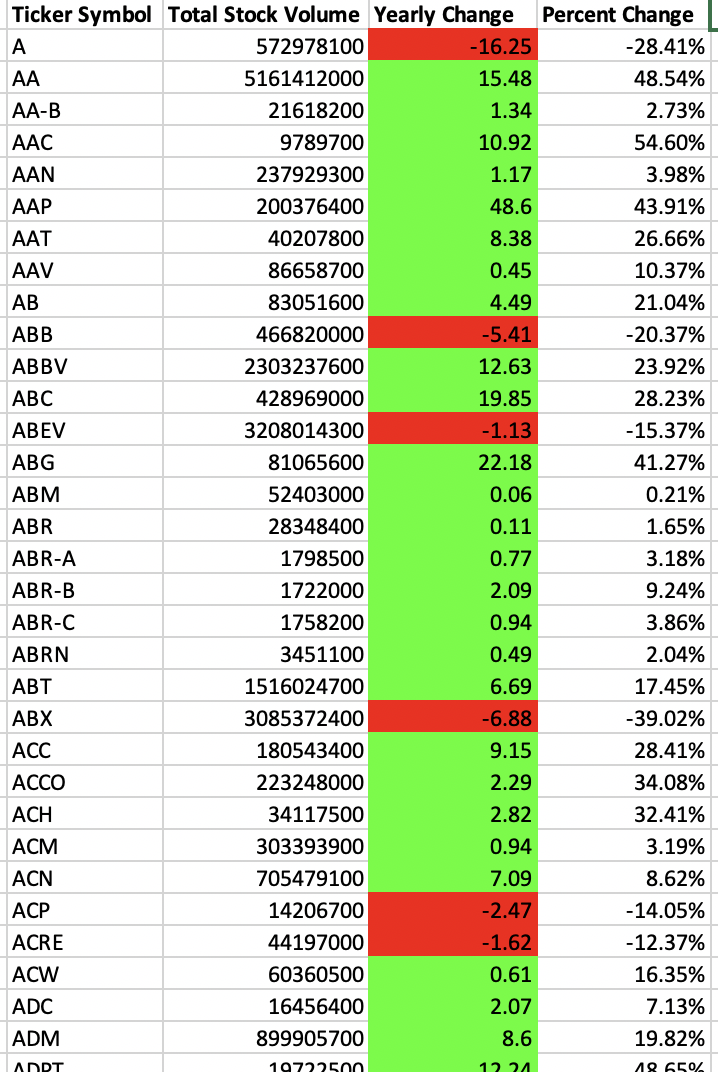 Ticker Symbol Total Stock Volume Yearly Change Percent Change
A 572978100 -16.25 -28.41%
AA 5161412000 15.48 48.54%
AA-B 21618200 1.34 2.73%
AAC 9789700 10.92 54.60%
AAN 237929300 1.17 3.98%
AAP 200376400 48.6 43.91%
AAT 40207800 8.38 26.66%
AAV 86658700 0.45 10.37%
AB 83051600 4.49 21.04%
ABB 466820000 -5.41 -20.37%
ABBV 2303237600 12.63 23.92%
ABC 428969000 19.85 28.23%
ABEV 3208014300 -1.13 -15.37%
ABG 81065600 22.18 41.27%
ABM 52403000 0.06 0.21%
ABR 28348400 0.11 1.65%
ABR-A 1798500 0.77 3.18%
ABR-B 1722000 2.09 9.24%
ABR-C 1758200 0.94 3.86%
ABRN 3451100 0.49 2.04%
ABT 1516024700 6.69 17.45%
ABX 3085372400 -6.88 -39.02%
ACC 180543400 9.15 28.41%
ACCO 223248000 2.29 34.08%
ACH 34117500 2.82 32.41%
ACM 303393900 0.94 3.19%
ACN 705479100 7.09 8.62%
ACP 14206700 -2.47 -14.05%
ACRE 44197000 -1.62 -12.37%
ACW 60360500 0.61 16.35%
ADC 16456400 2.07 7.13%
ADM 899905700 8.6 19.82%
ADPT 19722500 12.24 48.65%